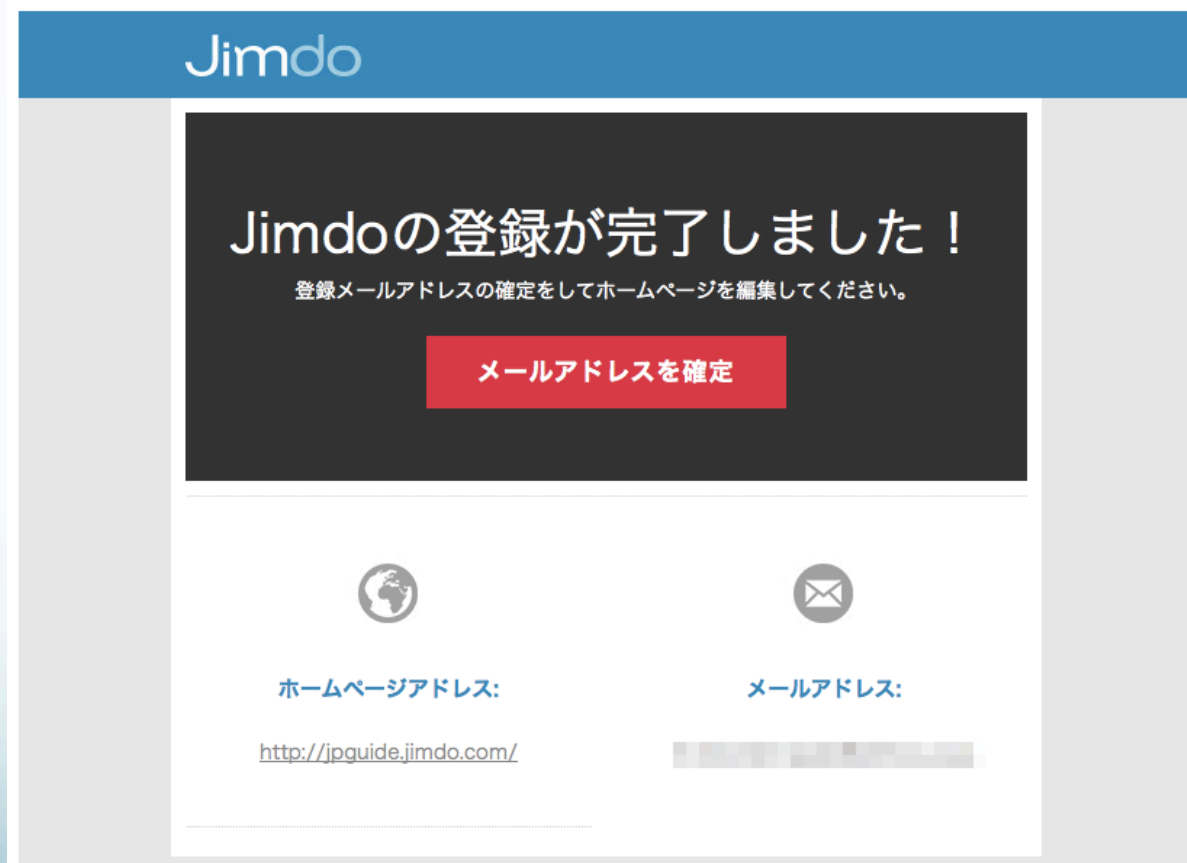 Jimdo
Jimdoの登録が完了しました！
登録メールアドレスの確定をしてホームページを編集してください。
メールアドレスを確定
ホームページアドレス:
http://jpguide.jimdo.com/
メールアドレス: